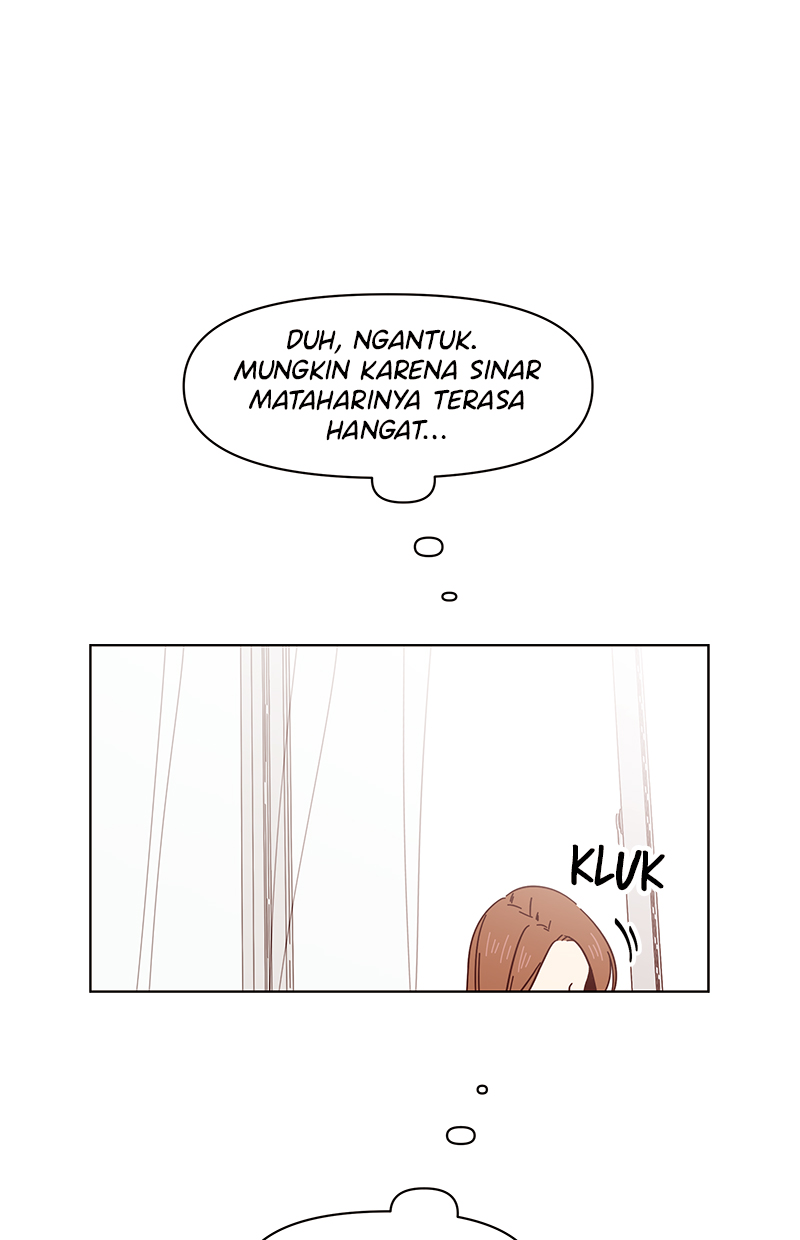 DUH, NGANTUK.
MUNGKIN KARENA SINAR
MATAHARINYA TERASA
HANGAT...
KLUK